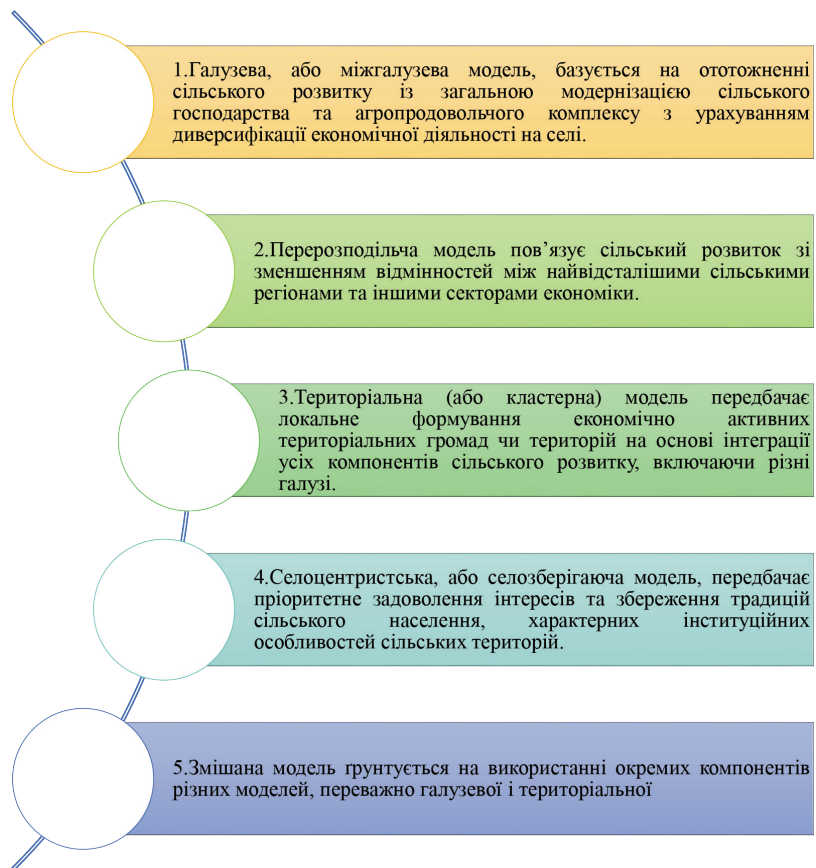 1.Галузева, або міжгалузева модель, базується на ототожненні
сільського розвитку із загальною модернізацією сільського
господарства та агропродовольчого комплексу з урахуванням
диверсифікації економічної діяльності на селі.
2.Перерозподільча модель пов’язує сільський розвиток зі
зменшенням відмінностей між найвідсталішими сільськими
регіонами та іншими секторами економіки.
3.Територіальна (або кластерна) модель передбачає
локальне формування економічно активних
територіальних громад чи територій на основі інтеграції
усіх компонентів сільського розвитку, включаючи різні
галузі.
4.Селоцентристська, або селозберігаюча модель, передбачає
пріоритетне задоволення інтересів та збереження традицій
сільського населення, характерних інституційних
особливостей сільських територій.
5.Змішана модель ґрунтується на використанні окремих компонентів
різних моделей, переважно галузевої і територіальної